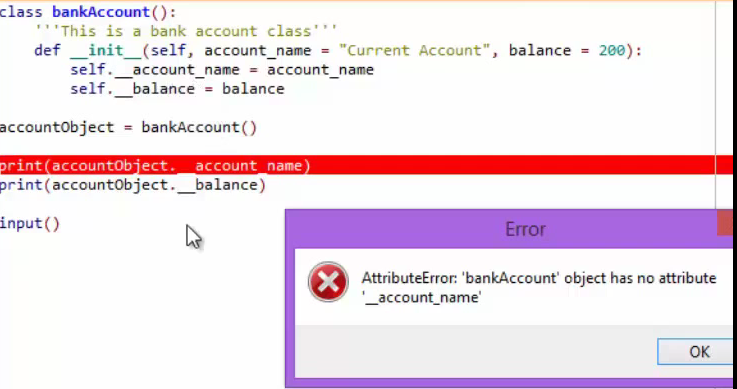 class bankAccount():
    '''This is a bank account class'''
    def __init__(self, account_name = "Current Account", balance = 200):
        self.__account_name = account_name
        self.__balance = balance
accountObject = bankAccount()
print(accountObject.__account_name)
print(accountObject.__balance)
input()
Error
AttributeError: 'bankAccount' object has no attribute
'__account_name'
OK